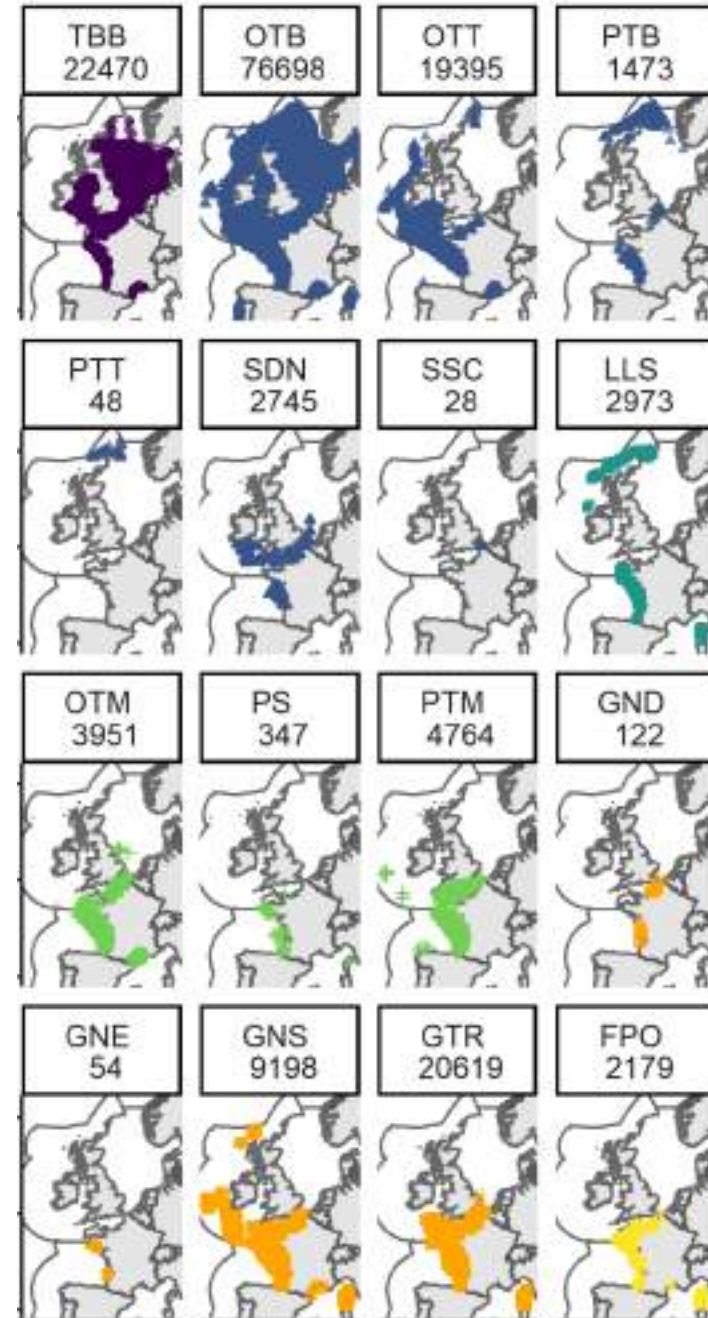 TBB
22470
OTB
76698
OTT
19395
PTB
1473
PTT
48
SDN
2745
SSC
28
LLS
2973
OTM
3951
PS
347
PTM
4764
GND
122
GNE
54
GNS
9198
GTR
20619
FPO
2179